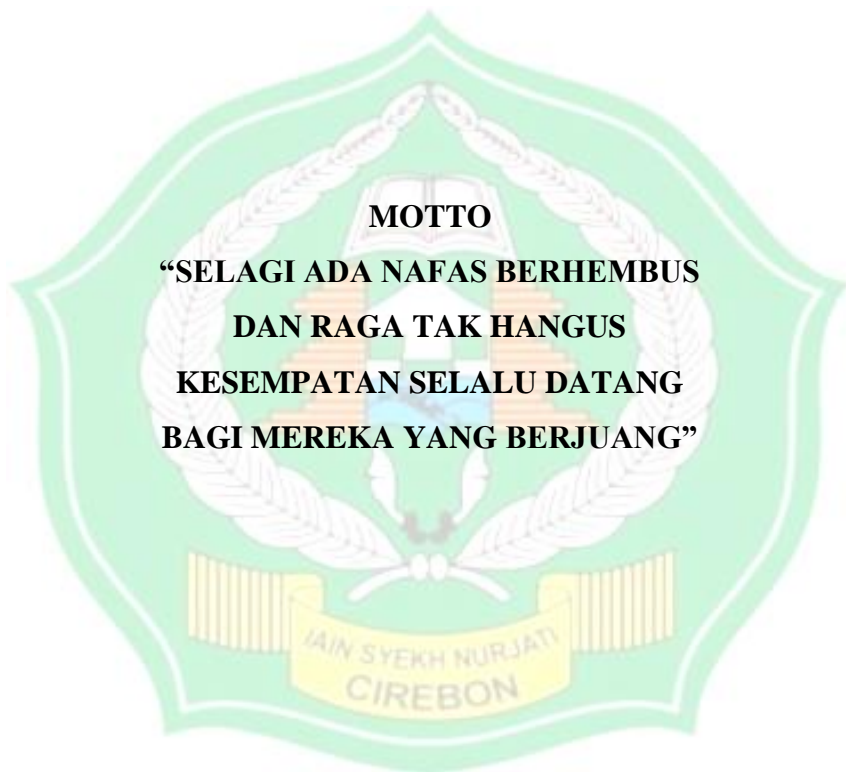 MOTTO
“SELAGI ADA NAFAS BERHEMBUS
DAN RAGA TAK HANGUS
KESEMPATAN SELALU DATANG
BAGI MEREKA YANG BERJUANG”
IAIN SYEKH NURJATI
CIREBON